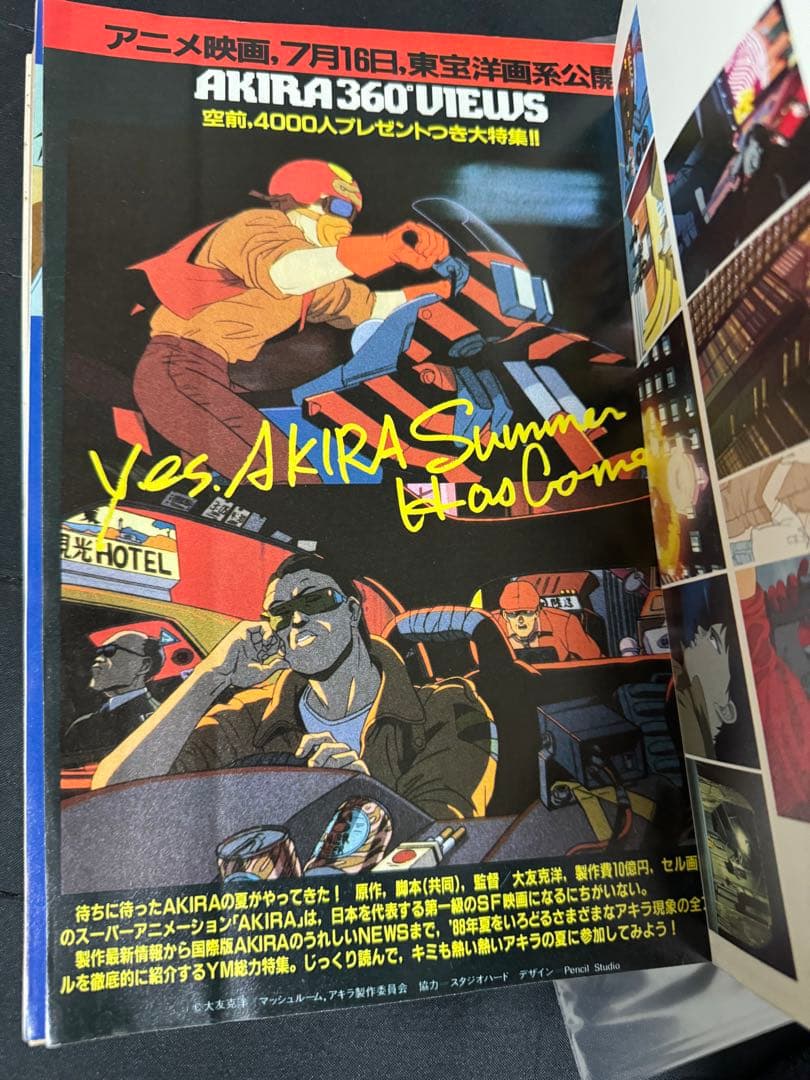 アニメ映画,7月16日,東宝洋画系公開
AKIRA 360° VIEWS
空前,4000人プレゼントつき大特集!!
yes. AKIRA Summer
Has Come
観光HOTEL
待ちに待ったAKIRAの夏がやってきた! 原作,脚本(共同),監督/大友克洋,製作費10億円,セル画
のスーパーアニメーション「AKIRA」は,日本を代表する第一級のSF映画になるにちがいない。
製作最新情報から国際版AKIRAのうれしいNEWSまで,'88年夏をいろどるさまざまなアキラ現象の全て
ルを徹底的に紹介するYM総力特集。じっくり読んで,キミも熱い熱いアキラの夏に参加してみよう!
©大友克洋/マッシュルーム,アキラ製作委員会 協力 スタジオハード デザイン Pencil Studio